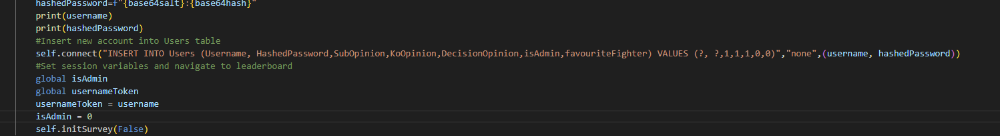 hashedPassword=f"{base64salt}:{base64hash}"
print(username)
print(hashedPassword)
#Insert new account into Users table
self.connect("INSERT INTO Users (Username, HashedPassword,SubOpinion,KoOpinion,DecisionOpinion,isAdmin,favouriteFighter) VALUES (?, ?,1,1,1,0,0)","none",(username, hashedPassword))
#Set session variables and navigate to leaderboard
global isAdmin
global usernameToken
usernameToken = username
isAdmin = 0
self.initSurvey(False)